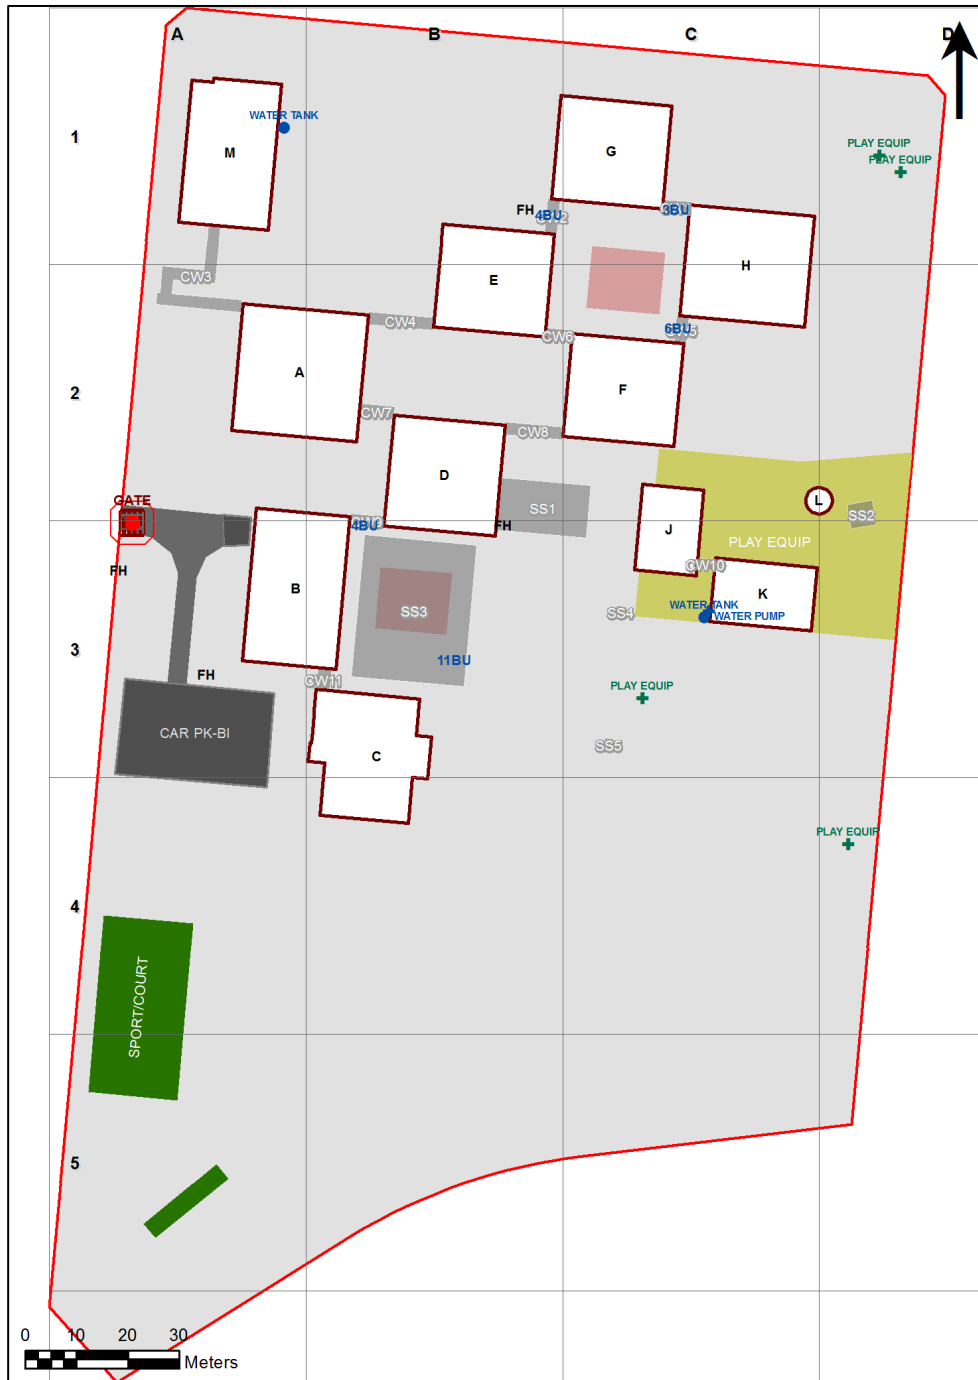 A
B
C
D
1
WATER TANK
M
G
PLAY EQUIP
PLAY EQUIP
FH
4BU
CW2
3BU
H
E
CW3
CW4
CW6
6BU
CW5
A
F
2
CW7
CW8
D
GATE
SS1
L
SS2
4BU
FH
J
PLAY EQUIP
FH
CW10
B
K
SS3
WATER TANK
SS4
WATER PUMP
3
11BU
FH
CW11
PLAY EQUIP
CAR PK-BI
SS5
C
PLAY EQUIP
4
SPORT/COURT
5
0 10 20 30
Meters